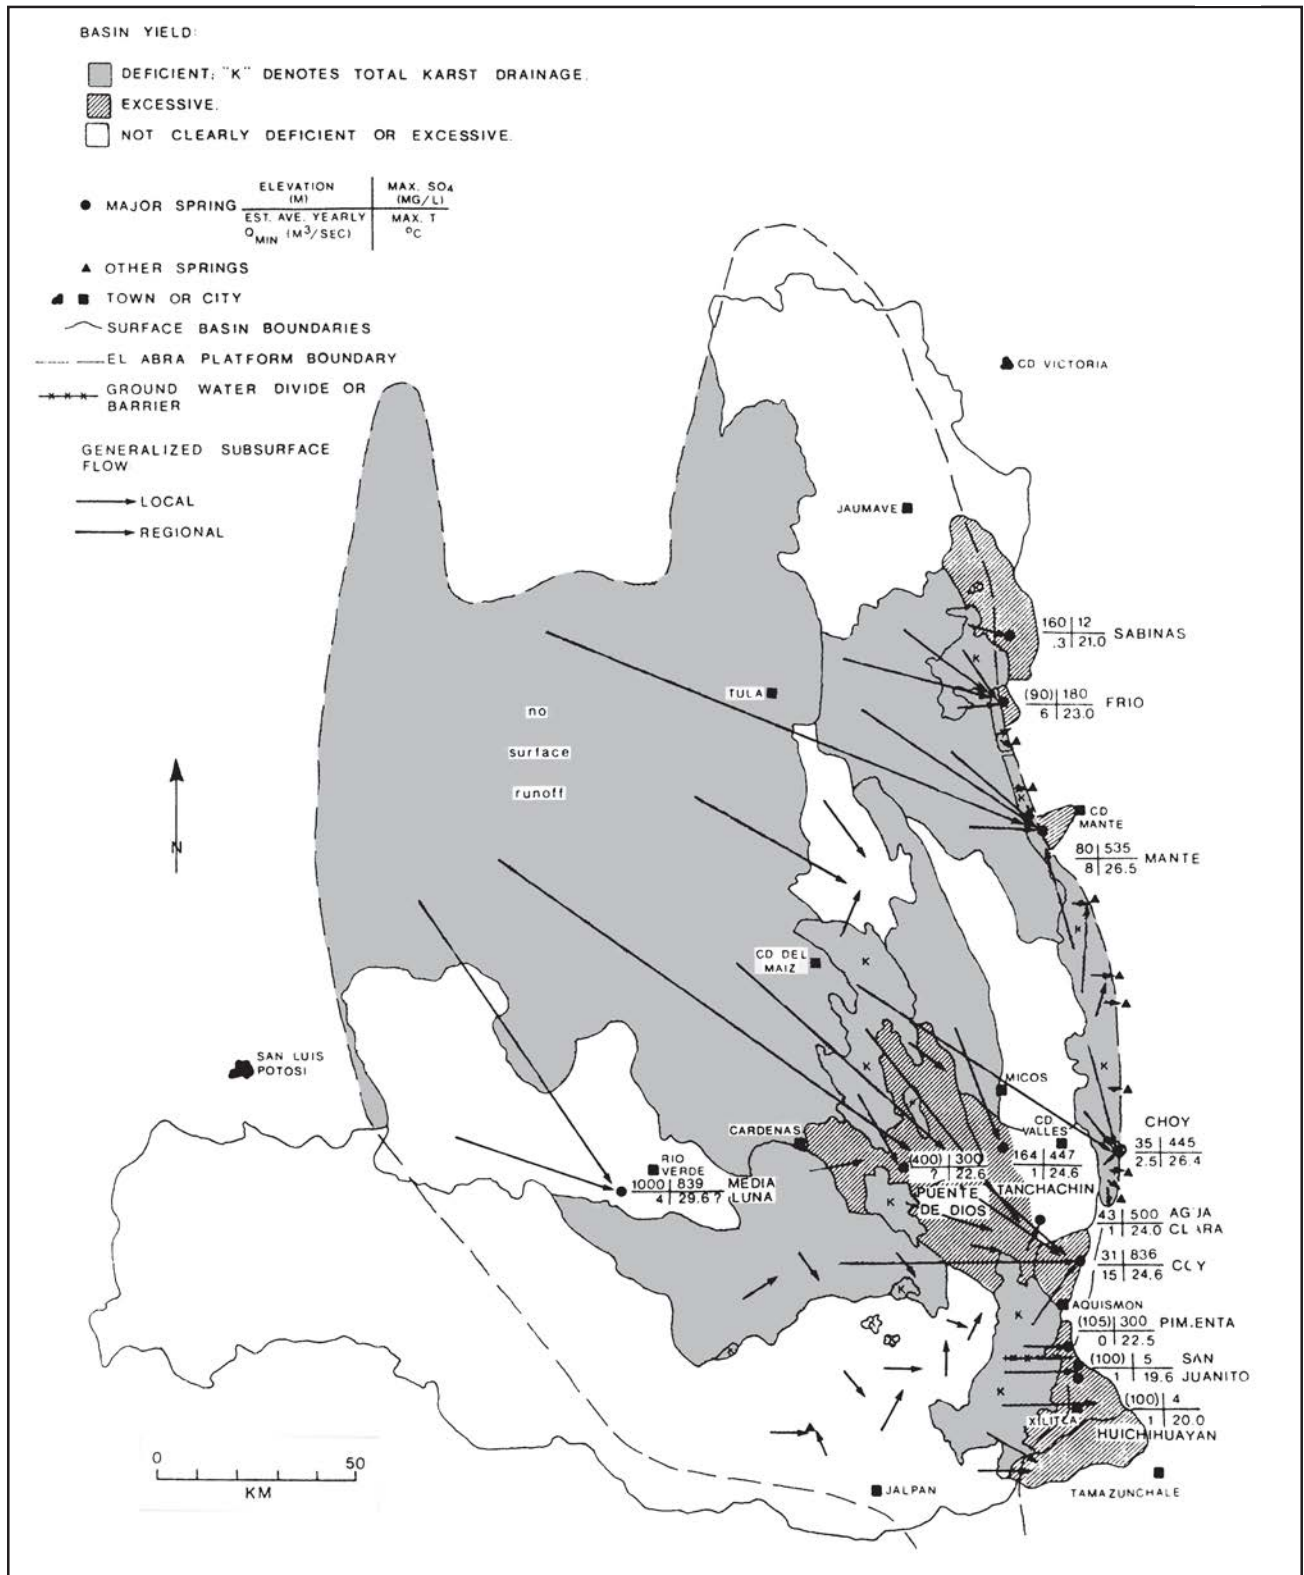 BASIN YIELD:
DEFICIENT; "K" DENOTES TOTAL KARST DRAINAGE.
EXCESSIVE.
NOT CLEARLY DEFICIENT OR EXCESSIVE.
MAJOR SPRING
ELEVATION (M)
MAX. SO₄ (MG/L)
EST. AVE. YEARLY Q MIN (M³/SEC)
MAX. T °C
OTHER SPRINGS
TOWN OR CITY
SURFACE BASIN BOUNDARIES
EL ABRA PLATFORM BOUNDARY
GROUND WATER DIVIDE OR
BARRIER
GENERALIZED SUBSURFACE
FLOW
LOCAL
REGIONAL
CD VICTORIA
JAUMAVE
K
160 | 12
.3 | 21.0
SABINAS
K
TULA
(90) | 180
6 | 23.0
FRIO
no
surface
runoff
N
K
CD
MANTE
80 | 535
8 | 26.5
MANTE
K
CD DEL
MAIZ
K
SAN LUIS
POTOSI
K
K
MICOS
K
CARDENAS
CD
VALLES
CHOY
35 | 445
2.5 | 26.4
RIO
VERDE
(400) | 300
? | 22.6
164 | 447
1 | 24.6
1000 | 839
4 | 29.6?
MEDIA
LUNA
PUENTE
DE DIOS
TANCHACHIN
K
43 | 500
1 | 24.0
AGUA
CLARA
31 | 836
15 | 24.6
COY
K
K
AQUISMON
(105) | 300
0 | 22.5
PIMIENTA
K
(100) | 5
1 | 19.6
SAN
JUANITO
K
(100) | 4
1 | 20.0
XILITLA
HUICHIHUAYAN
0 50
KM
JALPAN
TAMAZUNCHALE